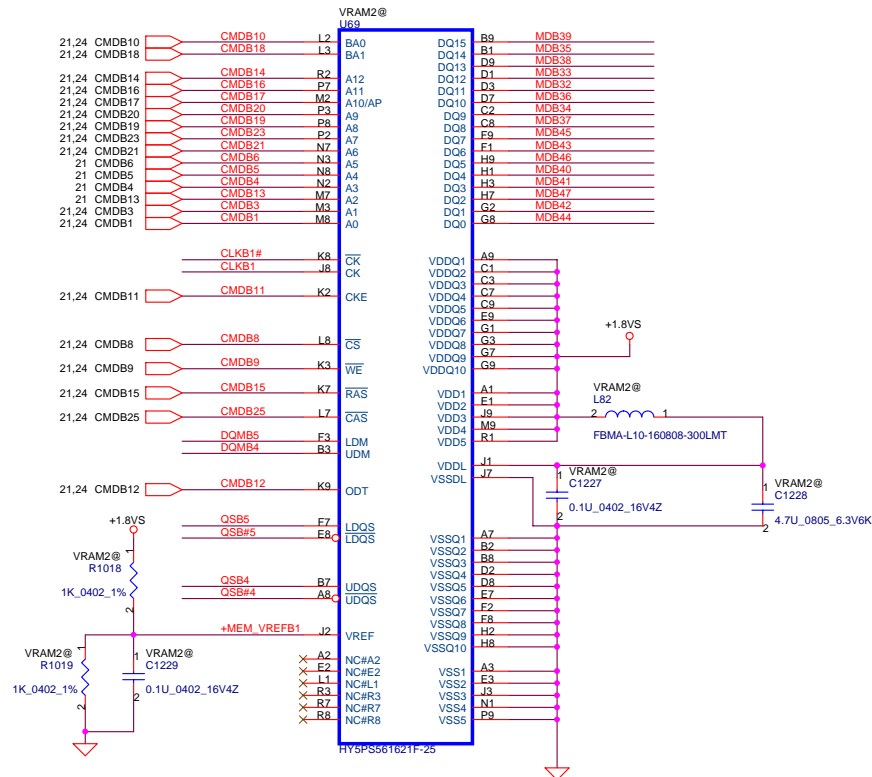 VRAM2@
U69
21,24 CMDB10 CMDB10 L2 BA0 DQ15 B9 MDB39
21,24 CMDB18 CMDB18 L3 BA1 DQ14 B1 MDB35
DQ13 D9 MDB38
21,24 CMDB14 CMDB14 R2 A12 DQ12 D1 MDB33
21,24 CMDB16 CMDB16 P7 A11 DQ11 D3 MDB32
21,24 CMDB17 CMDB17 M2 A10/AP DQ10 D7 MDB36
21,24 CMDB20 CMDB20 P3 A9 DQ9 C2 MDB34
21,24 CMDB19 CMDB19 P8 A8 DQ8 C8 MDB37
21,24 CMDB23 CMDB23 P2 A7 DQ7 F9 MDB45
21,24 CMDB21 CMDB21 N7 A6 DQ6 F1 MDB43
21 CMDB6 CMDB6 N3 A5 DQ5 H9 MDB46
21 CMDB5 CMDB5 N8 A4 DQ4 H1 MDB40
21 CMDB4 CMDB4 N2 A3 DQ3 H3 MDB41
21 CMDB13 CMDB13 M7 A2 DQ2 H7 MDB47
21,24 CMDB3 CMDB3 M3 A1 DQ1 G2 MDB42
21,24 CMDB1 CMDB1 M8 A0 DQ0 G8 MDB44
CLKB1# K8 CK VDDQ1 A9
CLKB1 J8 CK VDDQ2 C1
VDDQ3 C3
21,24 CMDB11 CMDB11 K2 CKE VDDQ4 C7
VDDQ5 C9
VDDQ6 E9
VDDQ7 G1
+1.8VS
21,24 CMDB8 CMDB8 L8 CS VDDQ8 G3
VDDQ9 G7
21,24 CMDB9 CMDB9 K3 WE VDDQ10 G9
21,24 CMDB15 CMDB15 K7 RAS VDD1 A1
VDD2 E1
VRAM2@
L82
21,24 CMDB25 CMDB25 L7 CAS VDD3 J9 2 1
VDD4 M9
DQMB5 F3 LDM VDD5 R1 FBMA-L10-160808-300LMT
DQMB4 B3 UDM
VDDL J1
VSSDL J7
1 VRAM2@
C1227
0.1U_0402_16V4Z
2
1 VRAM2@
C1228
4.7U_0805_6.3V6K
2
21,24 CMDB12 CMDB12 K9 ODT
+1.8VS
QSB5 F7 LDQS
QSB#5 E8 LDQS VSSQ1 A7
VSSQ2 B2
1
VRAM2@
R1018
1K_0402_1%
2
VSSQ3 B8
VSSQ4 D2
QSB4 B7 UDQS VSSQ5 D8
QSB#4 A8 UDQS VSSQ6 E7
VSSQ7 F2
VSSQ8 F8
+MEM_VREFB1 J2 VREF VSSQ9 H2
VSSQ10 H8
1
VRAM2@
R1019
1K_0402_1%
2
1 VRAM2@
C1229
0.1U_0402_16V4Z
2
A2 NC#A2
E2 NC#E2 VSS1 A3
L1 NC#L1 VSS2 E3
R3 NC#R3 VSS3 J3
R7 NC#R7 VSS4 N1
R8 NC#R8 VSS5 P9
HY5PS561621F-25